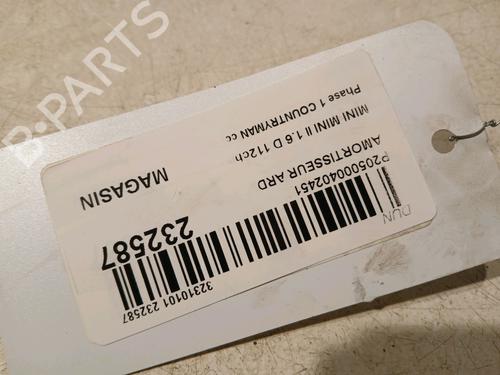 DUN
P205000402451
AMORTISSEUR ARD
MINI MINI II 1.6 D 112ch
Phase 1 COUNTRYMAN cc
232587
MAGASIN
32310101 232587
B-PARTS